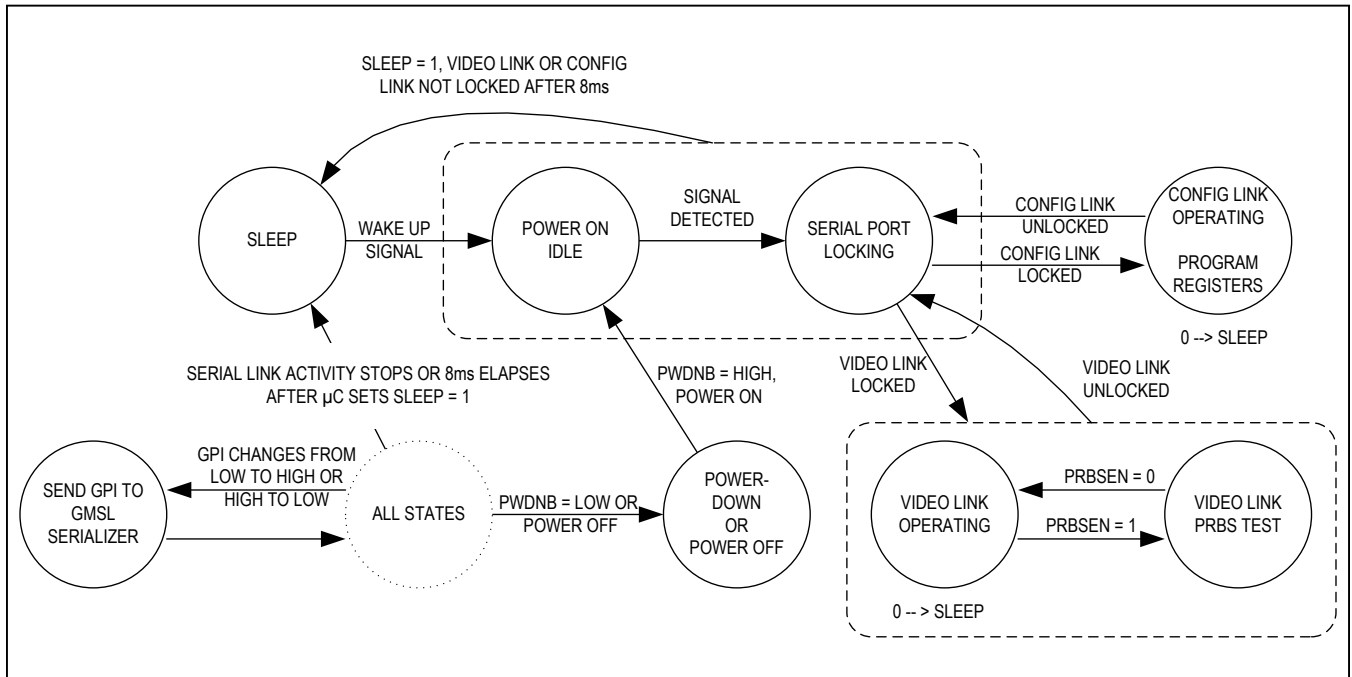 SLEEP = 1, VIDEO LINK OR CONFIG
LINK NOT LOCKED AFTER 8ms
SLEEP
WAKE UP
SIGNAL
POWER ON
IDLE
SIGNAL
DETECTED
SERIAL PORT
LOCKING
CONFIG LINK
UNLOCKED
CONFIG LINK
LOCKED
CONFIG LINK
OPERATING
PROGRAM
REGISTERS
0 --> SLEEP
SERIAL LINK ACTIVITY STOPS OR 8ms ELAPSES
AFTER µC SETS SLEEP = 1
PWDNB = HIGH,
POWER ON
VIDEO LINK
LOCKED
VIDEO LINK
UNLOCKED
SEND GPI TO
GMSL
SERIALIZER
GPI CHANGES FROM
LOW TO HIGH OR
HIGH TO LOW
ALL STATES
PWDNB = LOW OR
POWER OFF
POWER-
DOWN
OR
POWER OFF
VIDEO LINK
OPERATING
PRBSEN = 0
PRBSEN = 1
VIDEO LINK
PRBS TEST
0 -- > SLEEP